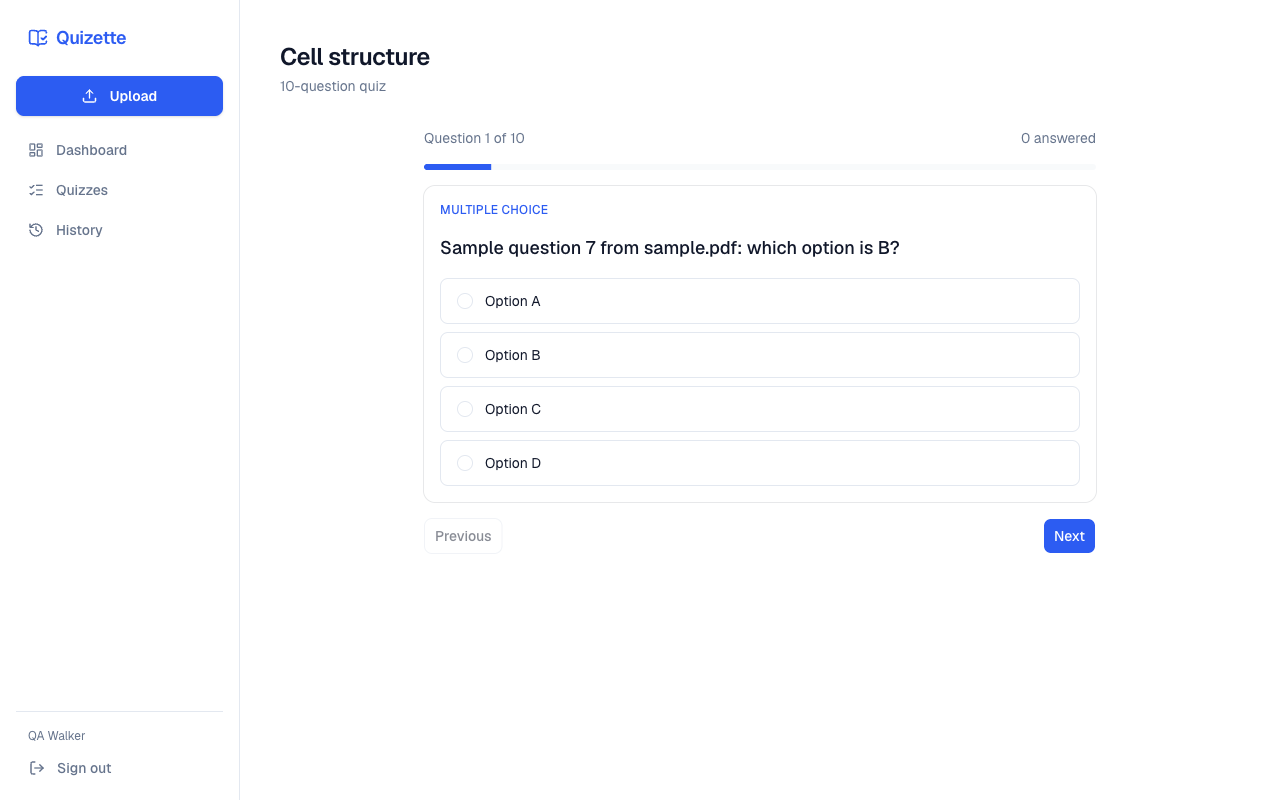 Quizette
Upload
Dashboard
Quizzes
History
QA Walker
Sign out
Cell structure
10-question quiz
Question 1 of 10
0 answered
MULTIPLE CHOICE
Sample question 7 from sample.pdf: which option is B?
Option A
Option B
Option C
Option D
Previous
Next